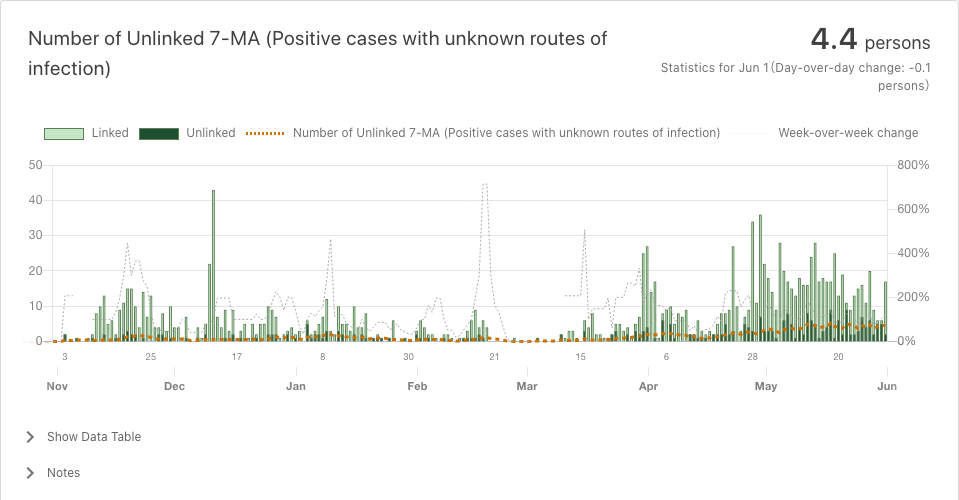 Number of Unlinked 7-MA (Positive cases with unknown routes of
infection)
4.4 persons
Statistics for Jun 1(Day-over-day change: -0.1
persons)
Linked Unlinked Number of Unlinked 7-MA (Positive cases with unknown routes of infection) Week-over-week change
50 800%
40 600%
30 400%
20 200%
10
0 0%
3 25 17 8 30 23 15 6 28 20
Nov Dec Jan Feb Mar Apr May Jun
Show Data Table
Notes